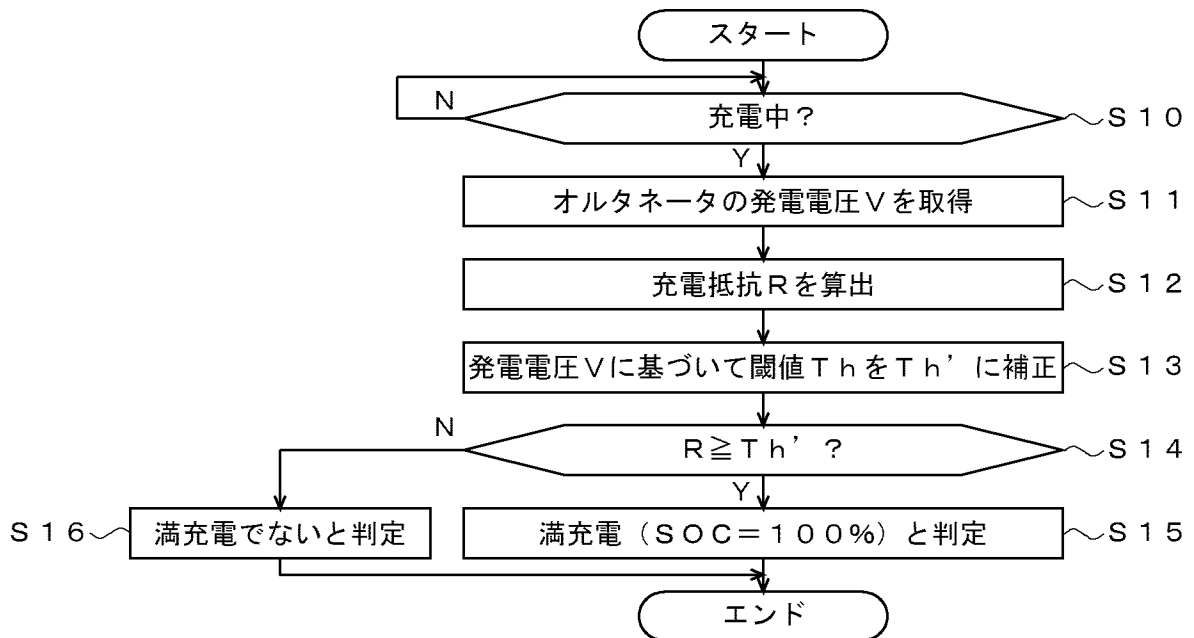 スタート
N
充電中?
S10
Y
オルタネータの発電電圧Vを取得
S11
充電抵抗Rを算出
S12
発電電圧Vに基づいて閾値ThをTh’に補正
S13
N
R≧Th’?
S14
Y
S16
満充電でないと判定
満充電(SOC=100%)と判定
S15
エンド